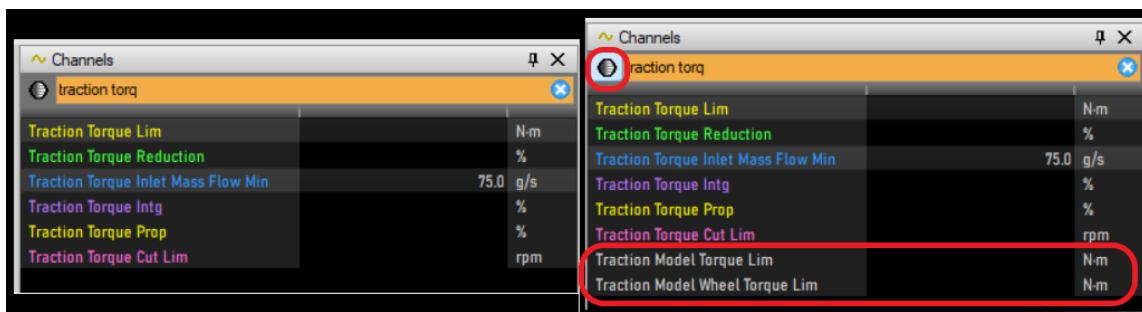 Channels
traction torq
Traction Torque Lim N·m
Traction Torque Reduction %
Traction Torque Inlet Mass Flow Min 75.0 g/s
Traction Torque Intg %
Traction Torque Prop %
Traction Torque Cut Lim rpm
Channels
raction torq
Traction Torque Lim N·m
Traction Torque Reduction %
Traction Torque Inlet Mass Flow Min 75.0 g/s
Traction Torque Intg %
Traction Torque Prop %
Traction Torque Cut Lim rpm
Traction Model Torque Lim N·m
Traction Model Wheel Torque Lim N·m